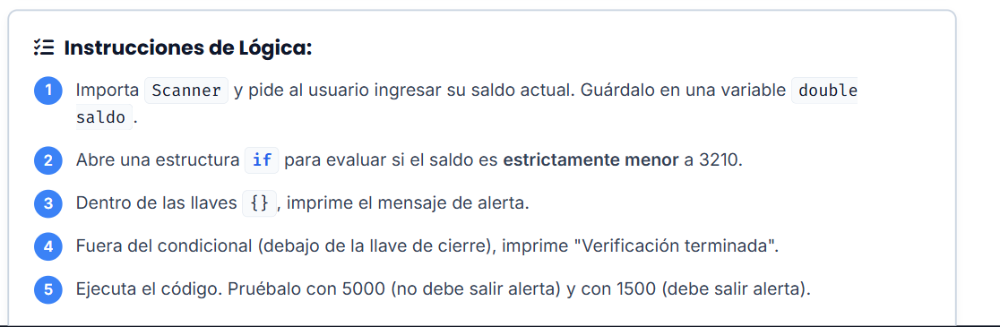 Instrucciones de Lógica:
1 Importa Scanner y pide al usuario ingresar su saldo actual. Guárdalo en una variable double
saldo .
2 Abre una estructura if para evaluar si el saldo es estrictamente menor a 3210.
3 Dentro de las llaves {} , imprime el mensaje de alerta.
4 Fuera del condicional (debajo de la llave de cierre), imprime "Verificación terminada".
5 Ejecuta el código. Pruébalo con 5000 (no debe salir alerta) y con 1500 (debe salir alerta).